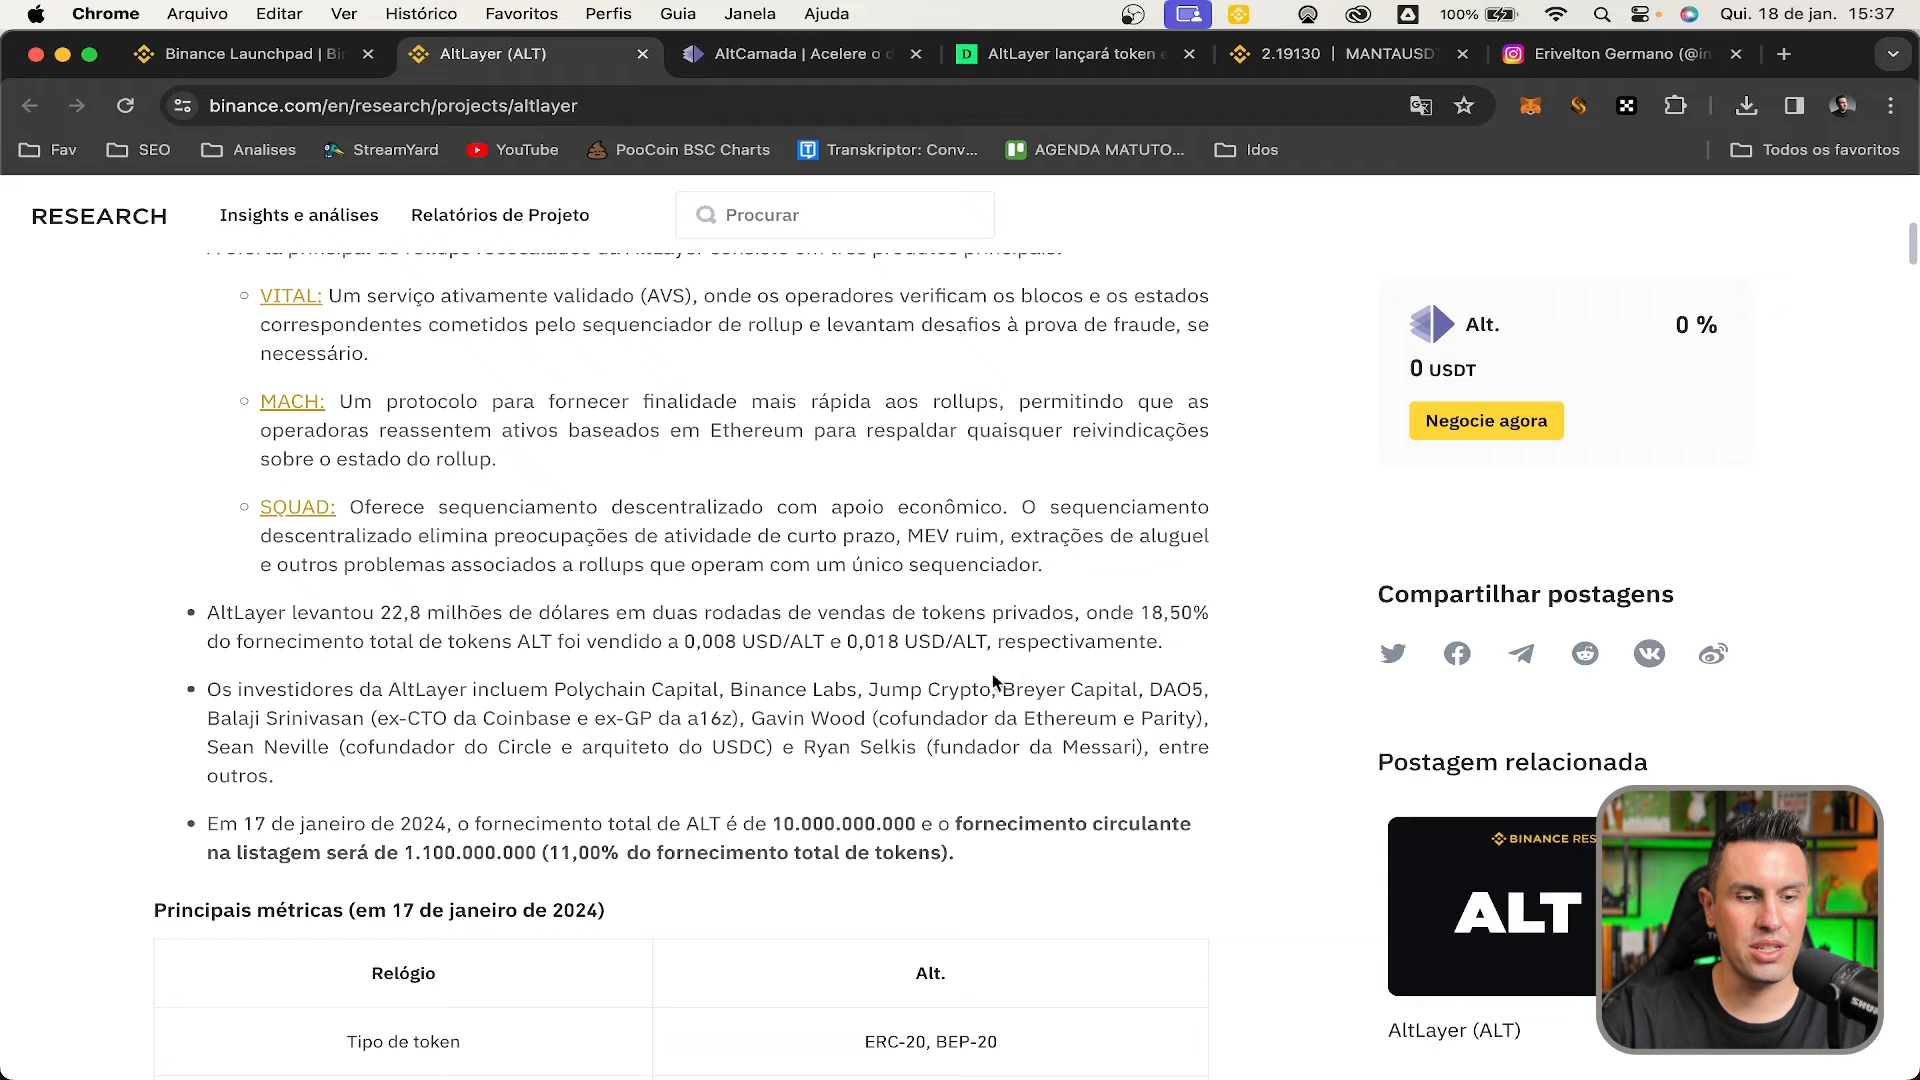 Chrome Arquivo Editar Ver Histórico Favoritos Perfis Guia Janela Ajuda 100% Qui. 18 de jan. 15:37
Binance Launchpad | Bi
AltLayer (ALT)
AltCamada | Acelere o d
D AltLayer lançará token e
2.19130 | MANTAUSD
Erivelton Germano (@in
binance.com/en/research/projects/altlayer
Fav SEO Analises StreamYard YouTube PooCoin BSC Charts Transkriptor: Conv... AGENDA MATUTO... Idos Todos os favoritos
RESEARCH Insights e análises Relatórios de Projeto Procurar
A oferta principal de rollups reescalados da AltLayer consiste em três produtos principais:
VITAL: Um serviço ativamente validado (AVS), onde os operadores verificam os blocos e os estados
correspondentes cometidos pelo sequenciador de rollup e levantam desafios à prova de fraude, se
necessário.
MACH: Um protocolo para fornecer finalidade mais rápida aos rollups, permitindo que as
operadoras reassentem ativos baseados em Ethereum para respaldar quaisquer reivindicações
sobre o estado do rollup.
SQUAD: Oferece sequenciamento descentralizado com apoio econômico. O sequenciamento
descentralizado elimina preocupações de atividade de curto prazo, MEV ruim, extrações de aluguel
e outros problemas associados a rollups que operam com um único sequenciador.
AltLayer levantou 22,8 milhões de dólares em duas rodadas de vendas de tokens privados, onde 18,50%
do fornecimento total de tokens ALT foi vendido a 0,008 USD/ALT e 0,018 USD/ALT, respectivamente.
Os investidores da AltLayer incluem Polychain Capital, Binance Labs, Jump Crypto, Breyer Capital, DAO5,
Balaji Srinivasan (ex-CTO da Coinbase e ex-GP da a16z), Gavin Wood (cofundador da Ethereum e Parity),
Sean Neville (cofundador do Circle e arquiteto do USDC) e Ryan Selkis (fundador da Messari), entre
outros.
Em 17 de janeiro de 2024, o fornecimento total de ALT é de 10.000.000.000 e o fornecimento circulante
na listagem será de 1.100.000.000 (11,00% do fornecimento total de tokens).
Principais métricas (em 17 de janeiro de 2024)
Relógio Alt.
Tipo de token ERC-20, BEP-20
Alt. 0 %
0 USDT
Negocie agora
Compartilhar postagens
Postagem relacionada
BINANCE RES
ALT
AltLayer (ALT)